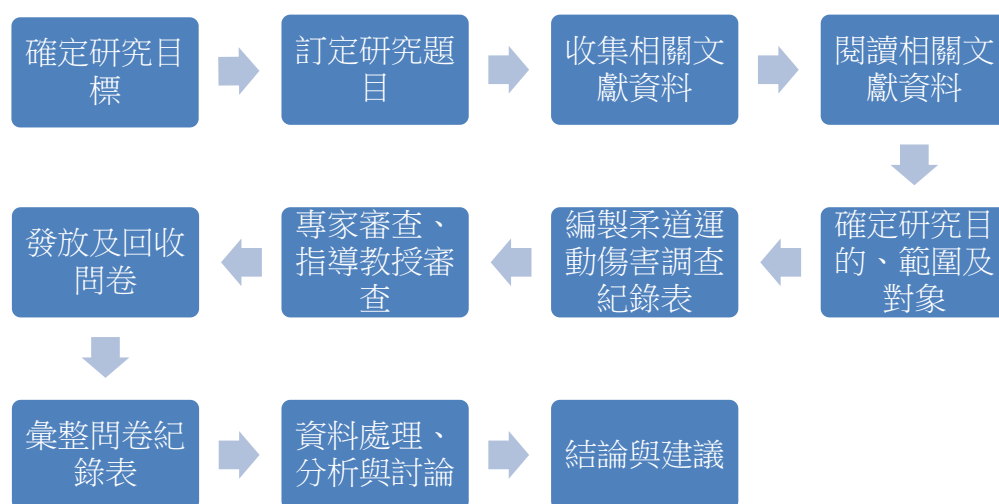 確定研究目
標
訂定研究題
目
收集相關文
獻資料
閱讀相關文
獻資料
確定研究目
的、範圍及
對象
編製柔道運
動傷害調查
紀錄表
專家審查、
指導教授審
查
發放及回收
問卷
彙整問卷紀
錄表
資料處理、
分析與討論
結論與建議